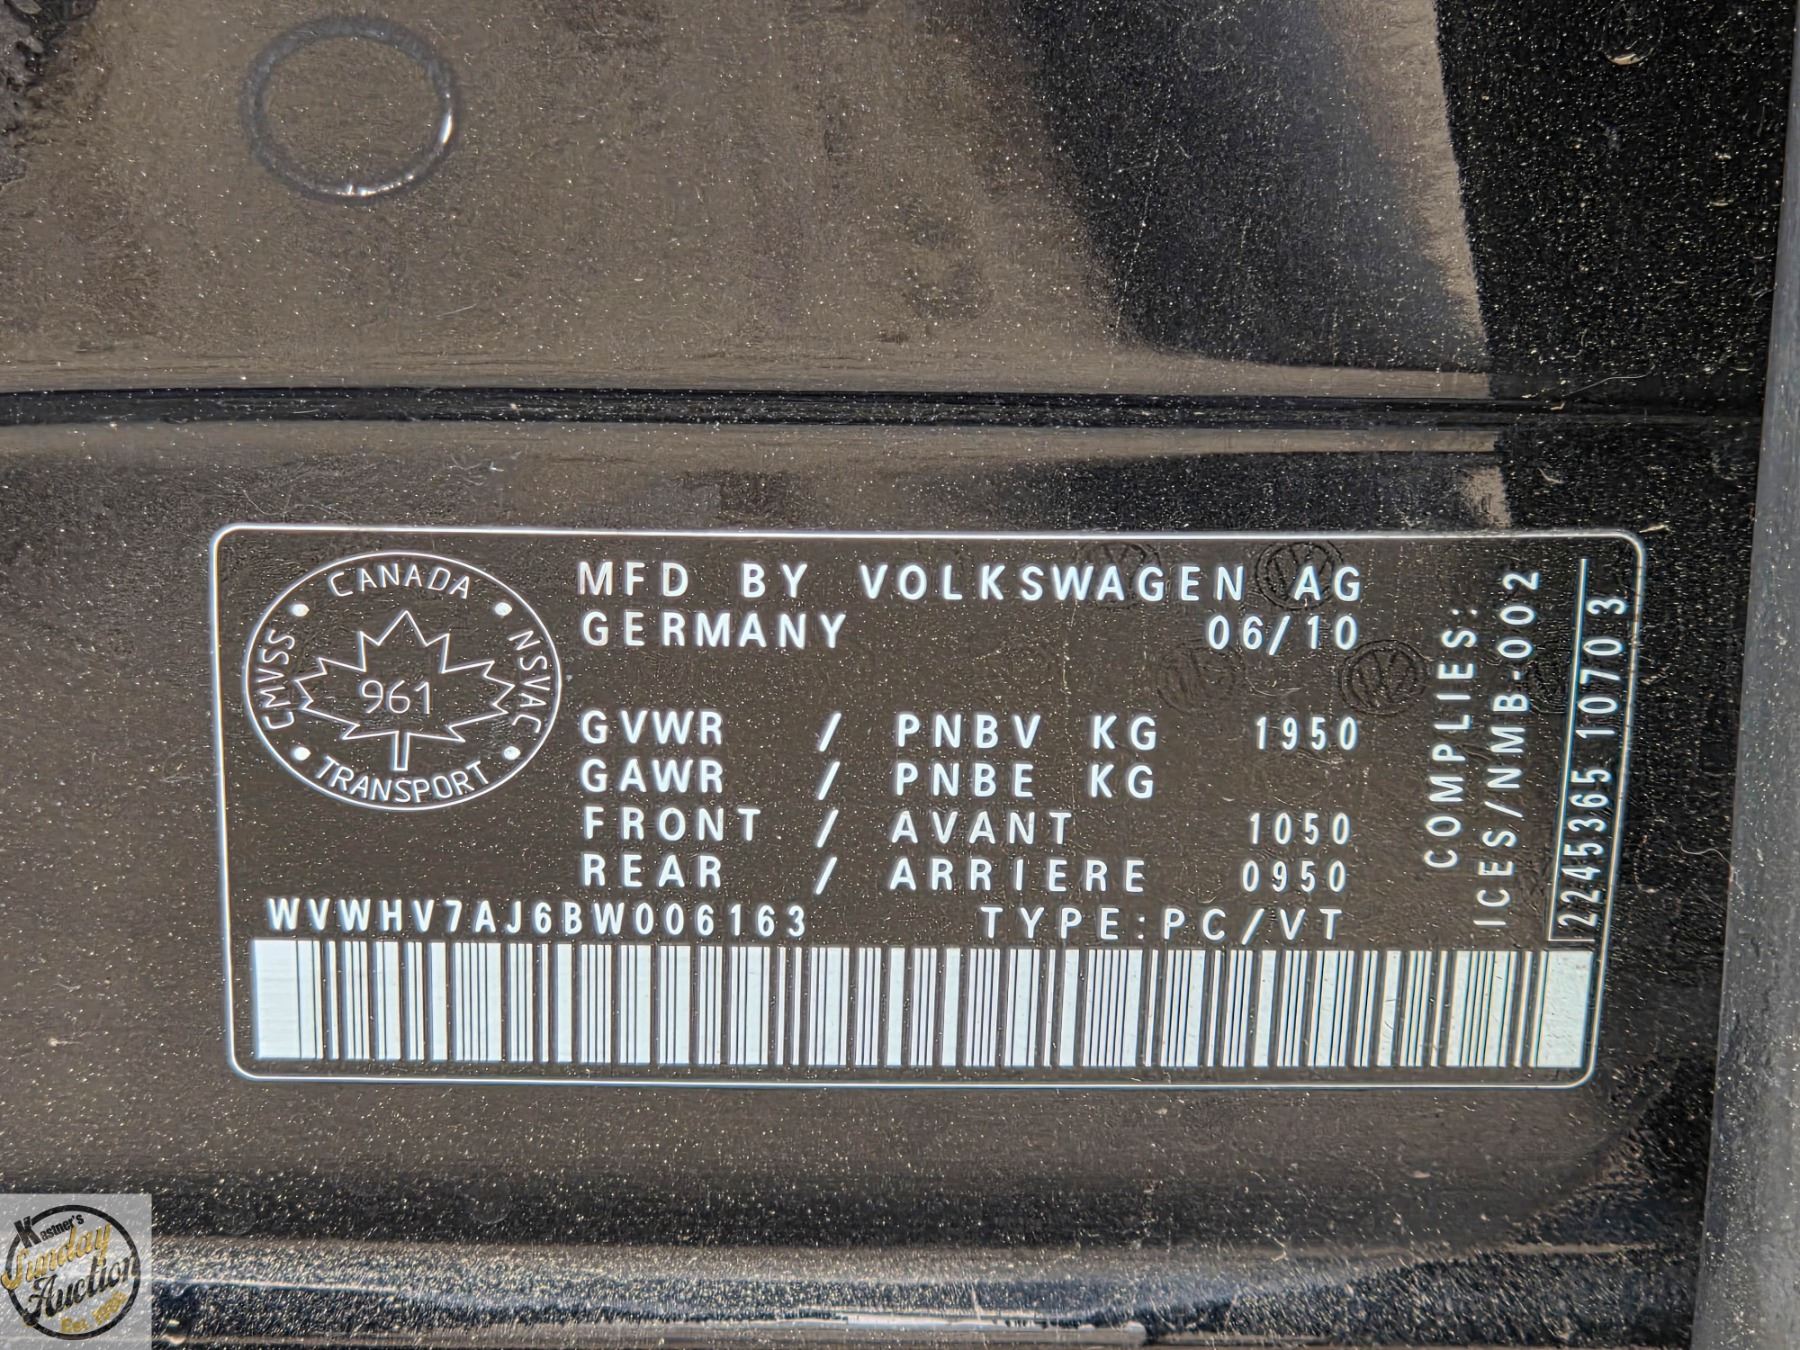 CANADA
CMVSS
NSVAC
961
TRANSPORT
MFD BY VOLKSWAGEN AG
GERMANY 06/10
GVWR / PNBV KG 1950
GAWR / PNBE KG
FRONT / AVANT 1050
REAR / ARRIERE 0950
WVWHV7AJ6BW006163 TYPE:PC/VT
COMPLIES:
ICES/NMB-002
22453365 10703
Kastner's
Sunday
Auction